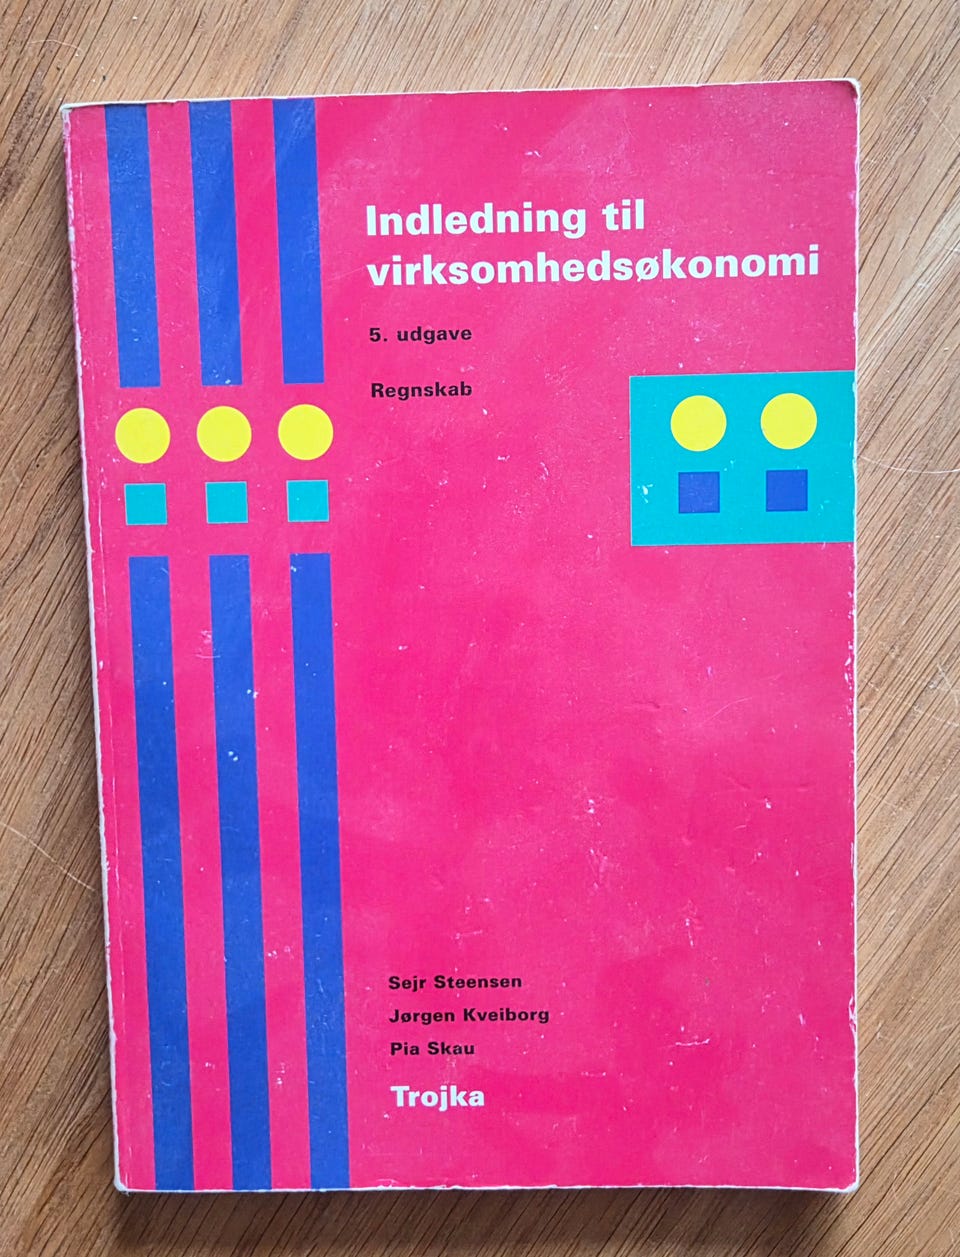 Indledning til
virksomhedsøkonomi
5. udgave
Regnskab
Sejr Steensen
Jørgen Kveiborg
Pia Skau
Trojka